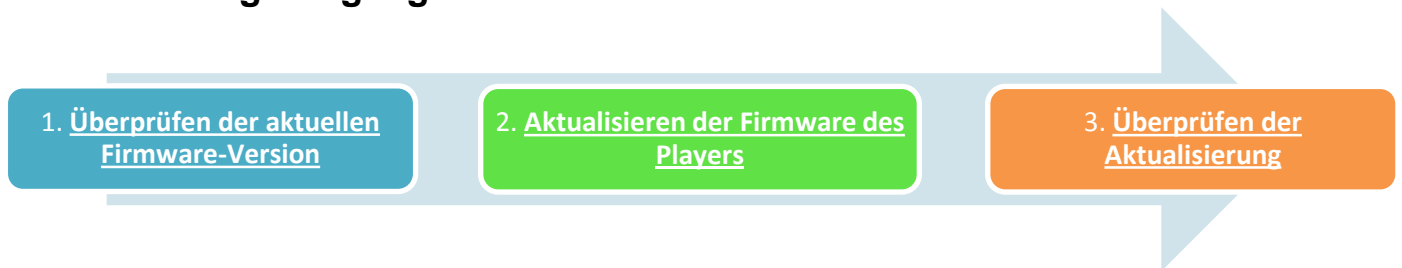 1. Überprüfen der aktuellen
Firmware-Version
2. Aktualisieren der Firmware des
Players
3. Überprüfen der
Aktualisierung